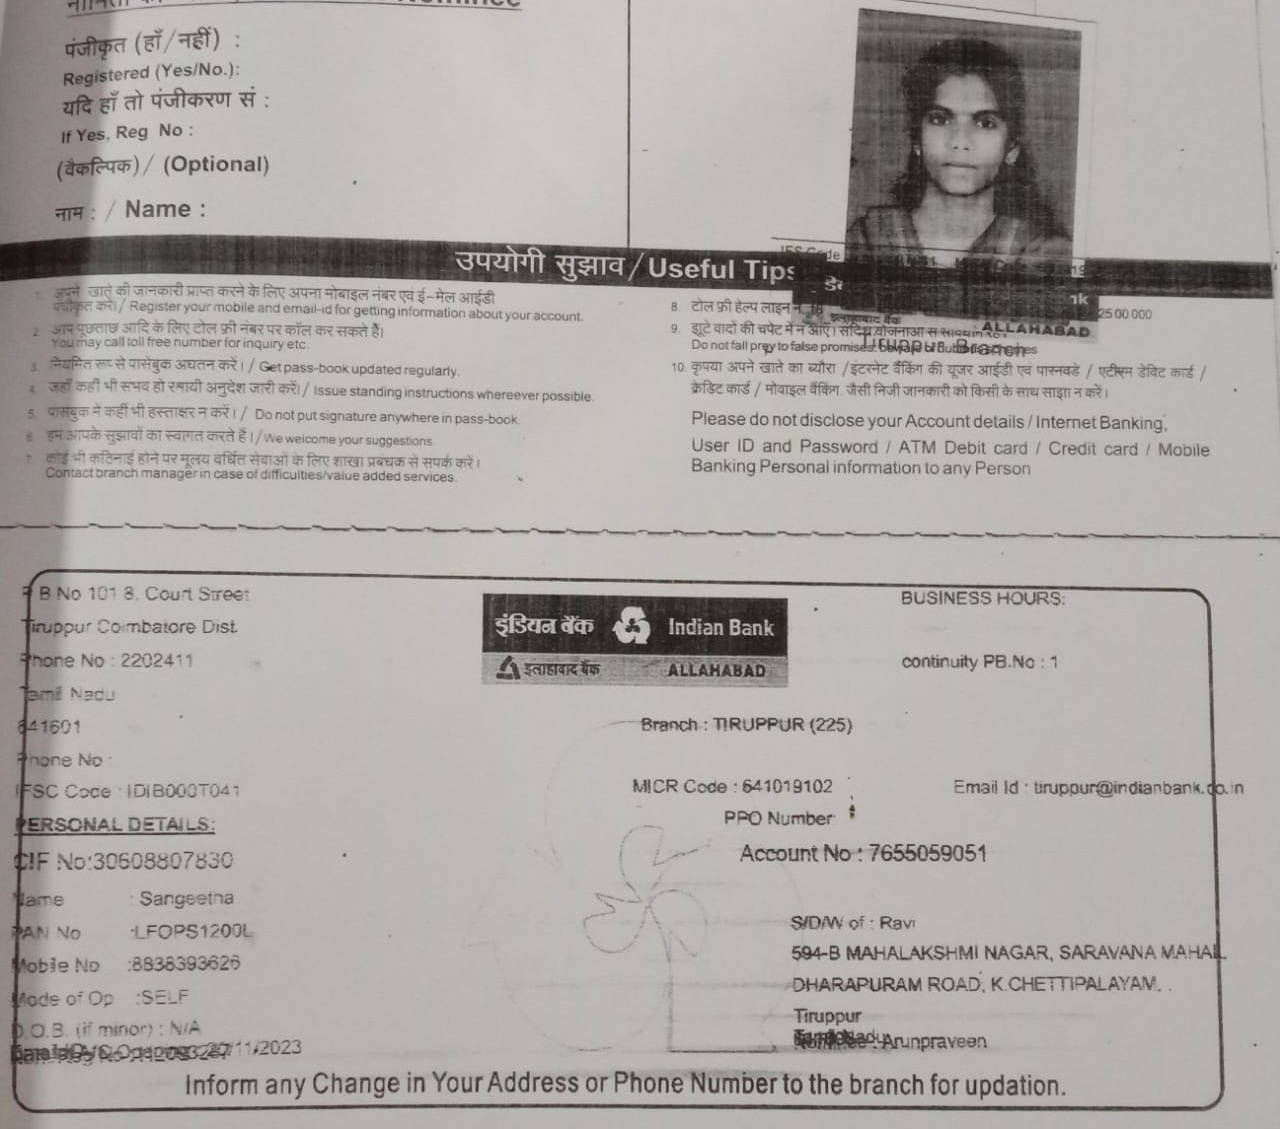 पंजीकृत (हाँ/नहीं) :
Registered (Yes/No.):
यदि हाँ तो पंजीकरण सं :
If Yes, Reg No :
(वैकल्पिक) / (Optional)
नाम : / Name :
उपयोगी सुझाव / Useful Tips
1. अपने खाते की जानकारी प्राप्त करने के लिए अपना मोबाइल नंबर एवं ई-मेल आईडी
पंजीकृत करें। / Register your mobile and email-id for getting information about your account.
2. आप पूछताछ आदि के लिए टोल फ्री नंबर पर कॉल कर सकते हैं।
You may call toll free number for inquiry etc.
3. नियमित रूप से पासबुक अद्यतन करें। / Get pass-book updated regularly.
4. जहाँ कहीं भी संभव हो स्थायी अनुदेश जारी करें। / Issue standing instructions whereever possible.
5. पासबुक में कहीं भी हस्ताक्षर न करें। / Do not put signature anywhere in pass-book.
6. हम आपके सुझावों का स्वागत करते हैं। / We welcome your suggestions
7. कोई भी कठिनाई होने पर मूल्य वर्धित सेवाओं के लिए शाखा प्रबंधक से संपर्क करें।
Contact branch manager in case of difficulties/value added services.
8. टोल फ्री हेल्प लाइन 25 00 000
इलाहाबाद बैंक ALLAHABAD
9. झूटे वादों की चपेट में न आएं।
Tiruppur Branch
Do not fall prey to false promises.
10. कृपया अपने खाते का ब्यौरा / इंटरनेट बैंकिंग की यूजर आईडी एवं पासवर्ड / एटीएम डेबिट कार्ड /
क्रेडिट कार्ड / मोबाइल बैंकिंग, जैसी निजी जानकारी को किसी के साथ साझा न करें।
Please do not disclose your Account details / Internet Banking,
User ID and Password / ATM Debit card / Credit card / Mobile
Banking Personal information to any Person
P B No 101 8, Court Street
Tiruppur Coimbatore Dist.
Phone No : 2202411
Tamil Nadu
641601
Phone No :
IFSC Code : IDIB000T041
इंडियन बैंक Indian Bank
इलाहाबाद बैंक ALLAHABAD
BUSINESS HOURS:
continuity PB.No : 1
Branch : TIRUPPUR (225)
MICR Code : 641019102
Email Id : tiruppur@indianbank.co.in
PPO Number:
Account No : 7655059051
PERSONAL DETAILS:
CIF No:30608807830
Name : Sangeetha
PAN No :LFOPS1200L
Mobile No :8838393626
Mode of Op :SELF
D.O.B. (if minor) : N/A
/11/2023
S/D/W of : Ravi
594-B MAHALAKSHMI NAGAR, SARAVANA MAHAL
DHARAPURAM ROAD, K.CHETTIPALAYAM, .
Tiruppur
Arunpraveen
Inform any Change in Your Address or Phone Number to the branch for updation.